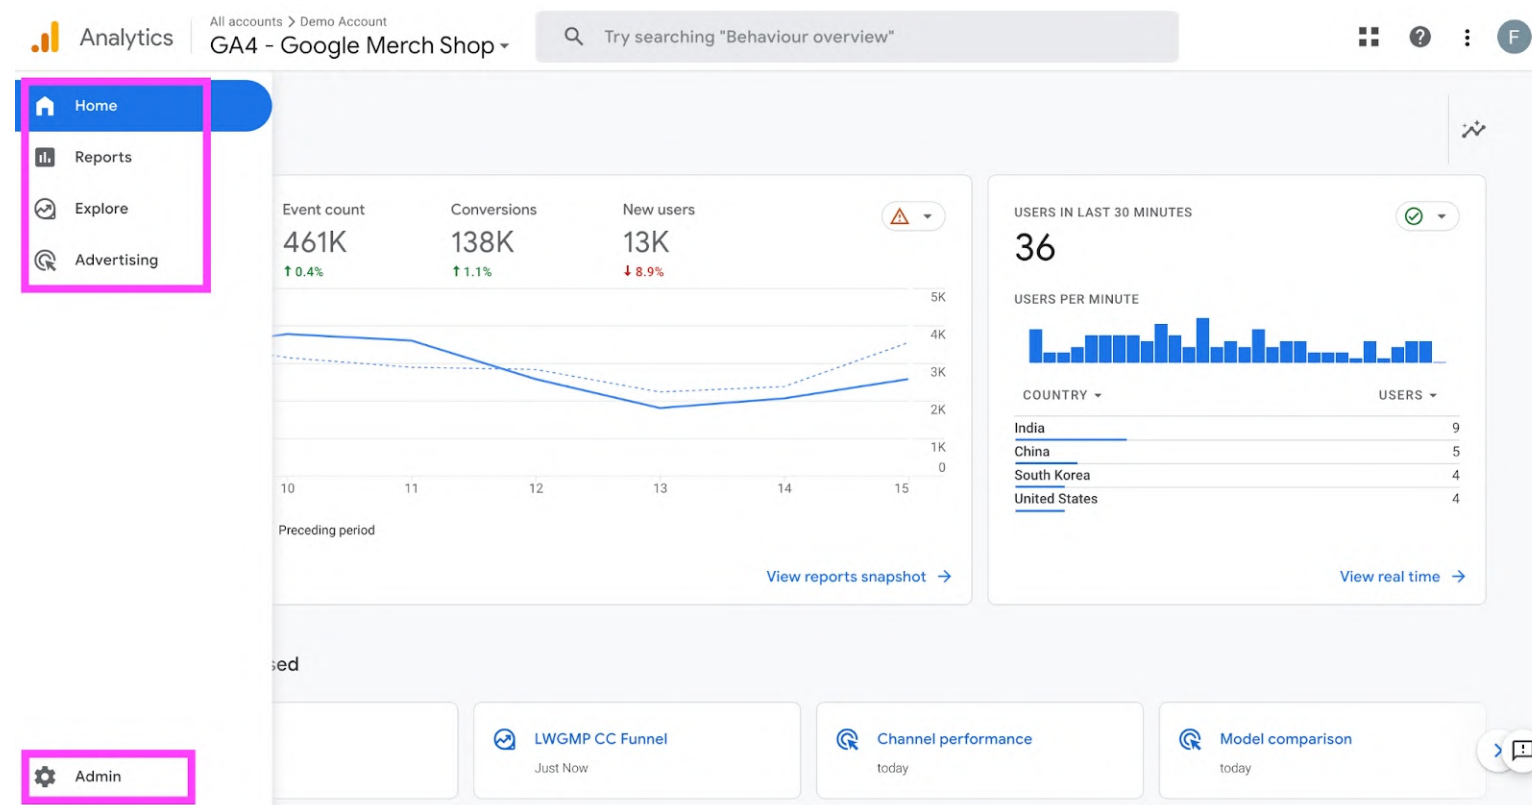 All accounts > Demo Account
Analytics
GA4 - Google Merch Shop
Try searching "Behaviour overview"
F
Home
Reports
Explore
Advertising
Admin
Event count
461K
↑ 0.4%
Conversions
138K
↑ 1.1%
New users
13K
↓ 8.9%
5K
4K
3K
2K
1K
0
10 11 12 13 14 15
Preceding period
View reports snapshot →
USERS IN LAST 30 MINUTES
36
USERS PER MINUTE
COUNTRY USERS
India 9
China 5
South Korea 4
United States 4
View real time →
sed
LWGMP CC Funnel
Just Now
Channel performance
today
Model comparison
today